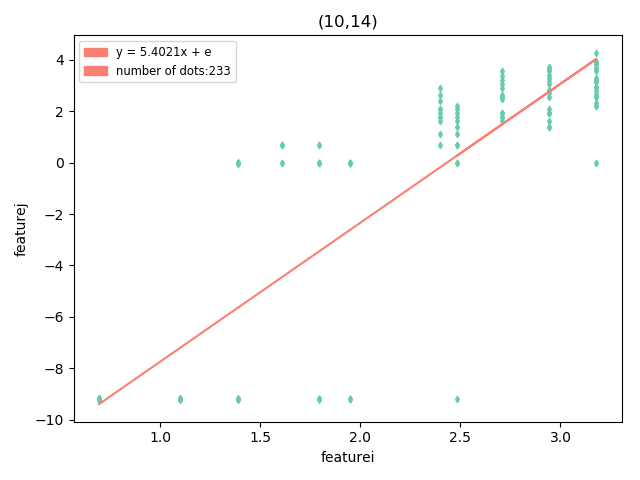 (10,14)
y = 5.4021x + e
number of dots:233
featurej
4
2
0
−2
−4
−6
−8
−10
1.0 1.5 2.0 2.5 3.0
featurei